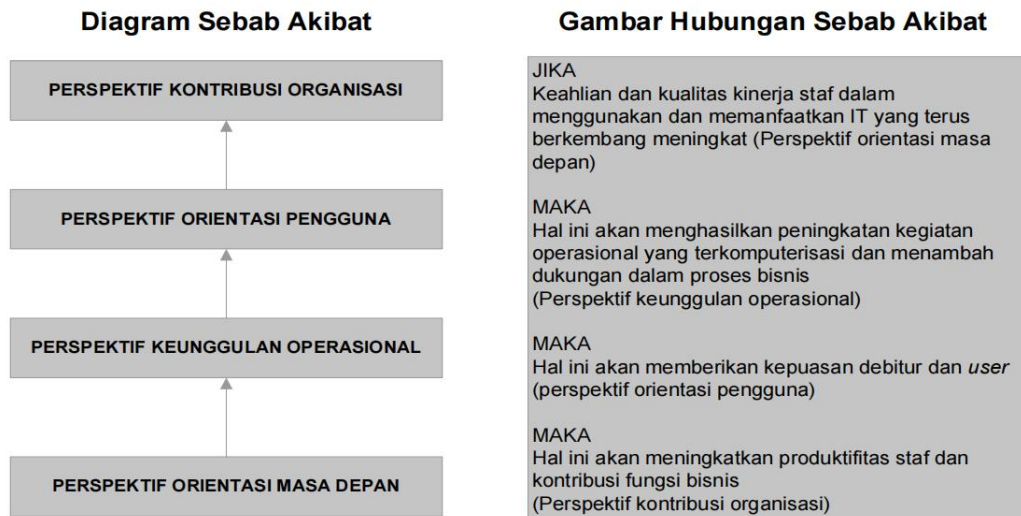 Diagram Sebab Akibat
PERSPEKTIF KONTRIBUSI ORGANISASI
PERSPEKTIF ORIENTASI PENGGUNA
PERSPEKTIF KEUNGGULAN OPERASIONAL
PERSPEKTIF ORIENTASI MASA DEPAN
Gambar Hubungan Sebab Akibat
JIKA
Keahlian dan kualitas kinerja staf dalam
menggunakan dan memanfaatkan IT yang terus
berkembang meningkat (Perspektif orientasi masa
depan)
MAKA
Hal ini akan menghasilkan peningkatan kegiatan
operasional yang terkomputerisasi dan menambah
dukungan dalam proses bisnis
(Perspektif keunggulan operasional)
MAKA
Hal ini akan memberikan kepuasan debitur dan user
(perspektif orientasi pengguna)
MAKA
Hal ini akan meningkatkan produktifitas staf dan
kontribusi fungsi bisnis
(Perspektif kontribusi organisasi)